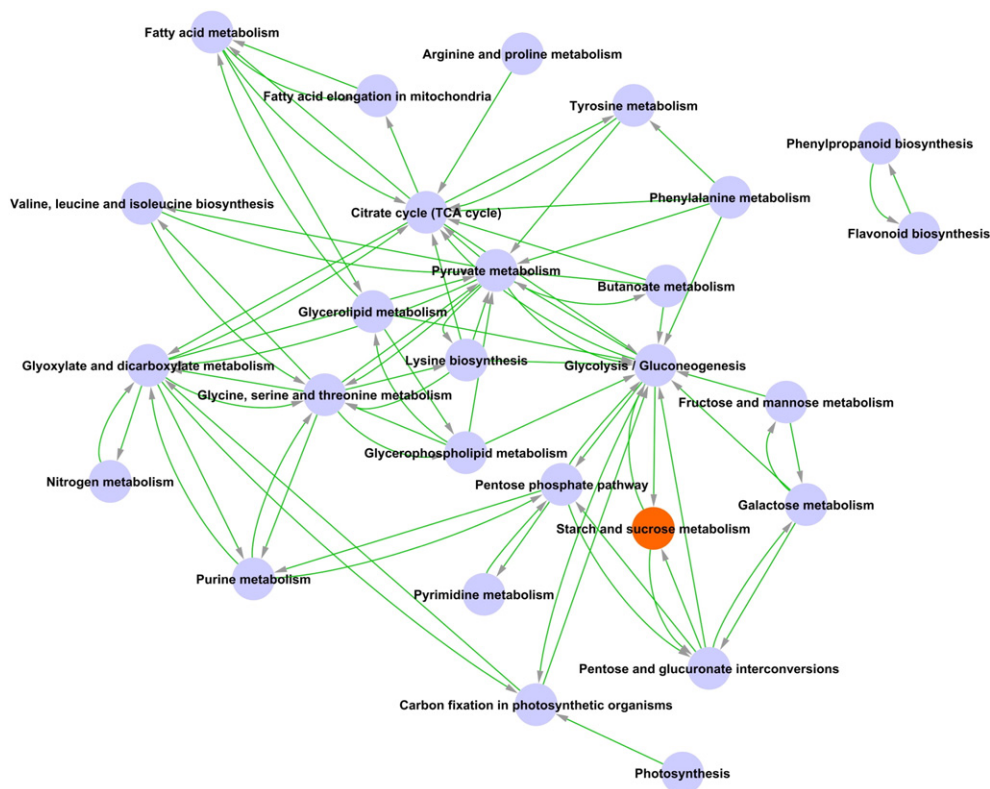 Fatty acid metabolism
Arginine and proline metabolism
Fatty acid elongation in mitochondria
Tyrosine metabolism
Phenylpropanoid biosynthesis
Phenylalanine metabolism
Valine, leucine and isoleucine biosynthesis
Citrate cycle (TCA cycle)
Flavonoid biosynthesis
Pyruvate metabolism
Butanoate metabolism
Glycerolipid metabolism
Lysine biosynthesis
Glyoxylate and dicarboxylate metabolism
Glycolysis / Gluconeogenesis
Glycine, serine and threonine metabolism
Fructose and mannose metabolism
Glycerophospholipid metabolism
Nitrogen metabolism
Pentose phosphate pathway
Galactose metabolism
Starch and sucrose metabolism
Purine metabolism
Pyrimidine metabolism
Pentose and glucuronate interconversions
Carbon fixation in photosynthetic organisms
Photosynthesis